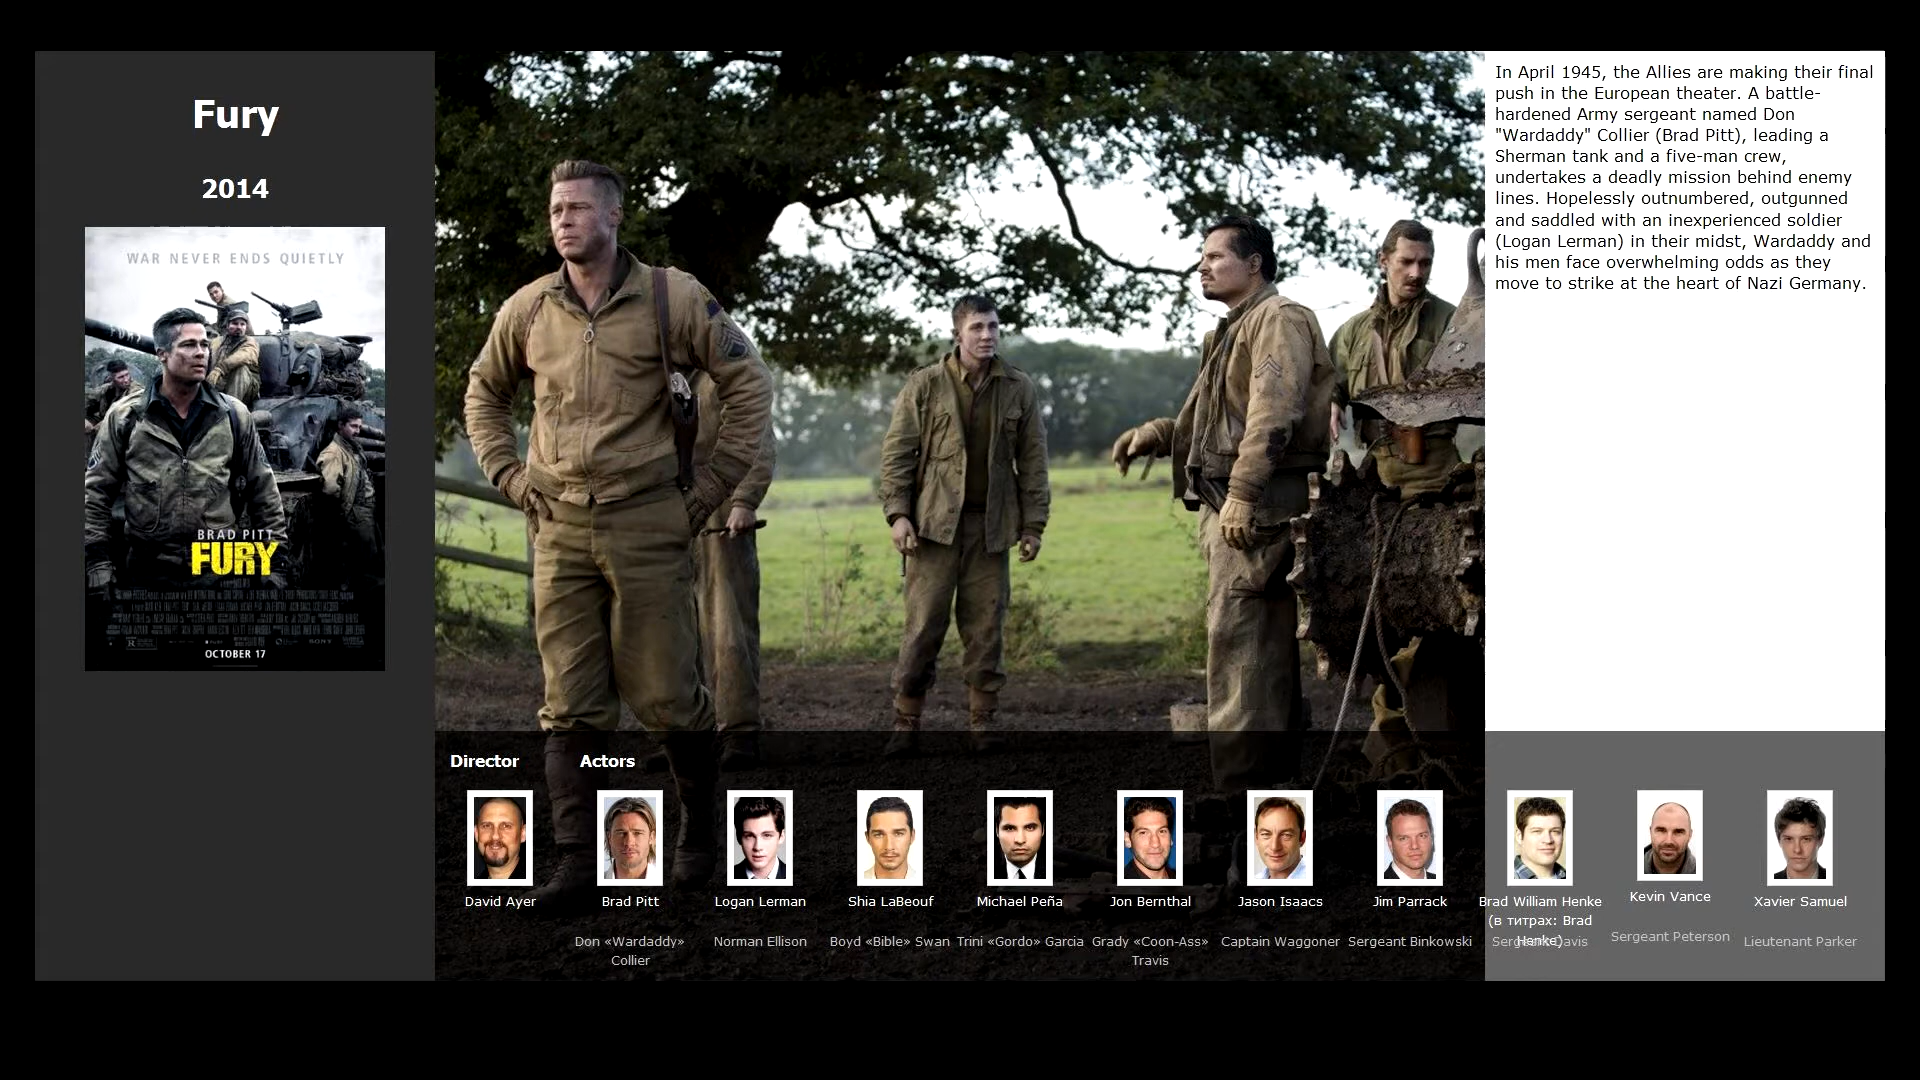 Fury
2014
WAR NEVER ENDS QUIETLY
BRAD PITT
FURY
OCTOBER 17
In April 1945, the Allies are making their final
push in the European theater. A battle-
hardened Army sergeant named Don
"Wardaddy" Collier (Brad Pitt), leading a
Sherman tank and a five-man crew,
undertakes a deadly mission behind enemy
lines. Hopelessly outnumbered, outgunned
and saddled with an inexperienced soldier
(Logan Lerman) in their midst, Wardaddy and
his men face overwhelming odds as they
move to strike at the heart of Nazi Germany.
Director
Actors
David Ayer
Brad Pitt
Don «Wardaddy»
Collier
Logan Lerman
Norman Ellison
Shia LaBeouf
Boyd «Bible» Swan
Michael Peña
Trini «Gordo» Garcia
Jon Bernthal
Grady «Coon-Ass»
Travis
Jason Isaacs
Captain Waggoner
Jim Parrack
Sergeant Binkowski
Brad William Henke
(в титрах: Brad
Henke)
Sergeant Davis
Kevin Vance
Sergeant Peterson
Xavier Samuel
Lieutenant Parker